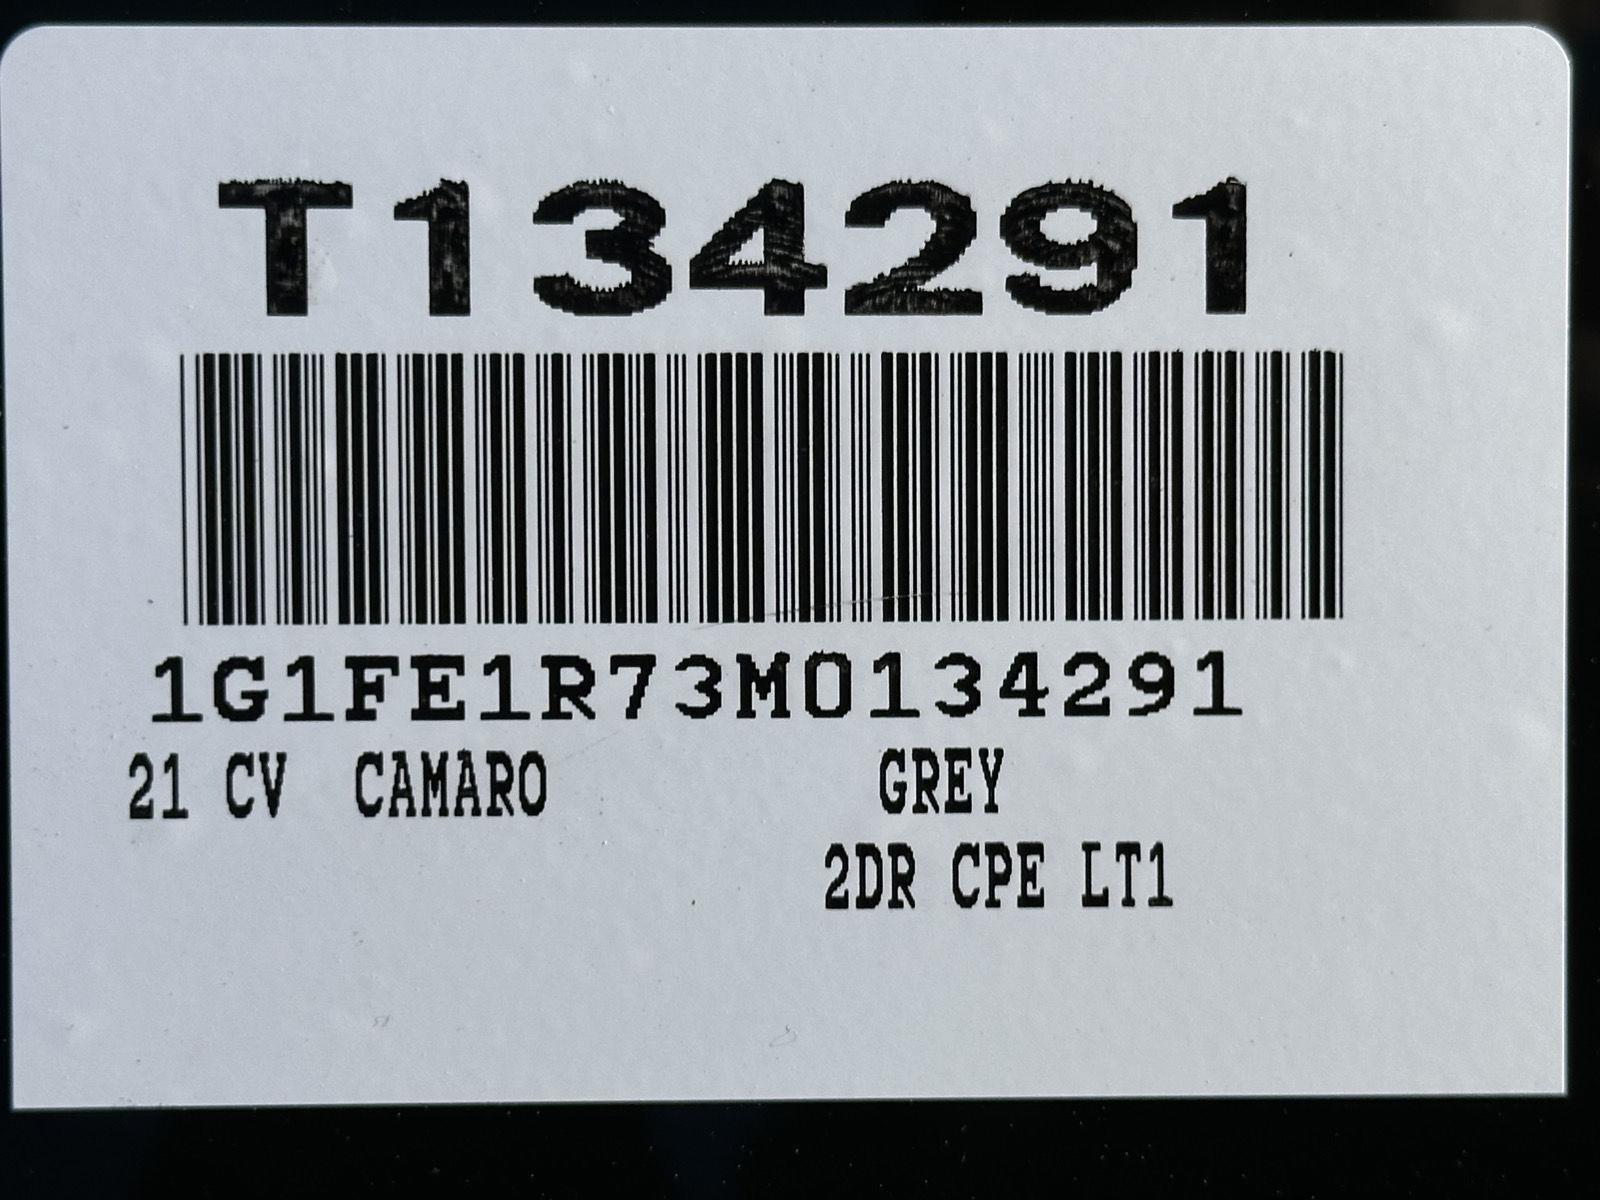 T134291
1G1FE1R73M0134291
21 CV CAMARO GREY
2DR CPE LT1